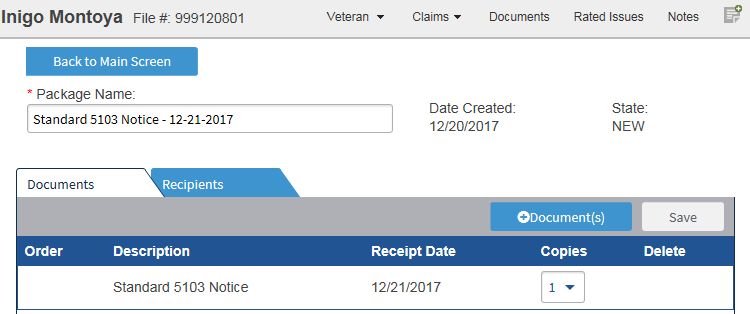 Inigo Montoya File #: 999120801 Veteran Claims Documents Rated Issues Notes
Back to Main Screen
* Package Name:
Standard 5103 Notice - 12-21-2017
Date Created:
12/20/2017
State:
NEW
Documents Recipients
Document(s) Save
Order Description Receipt Date Copies Delete
Standard 5103 Notice 12/21/2017 1